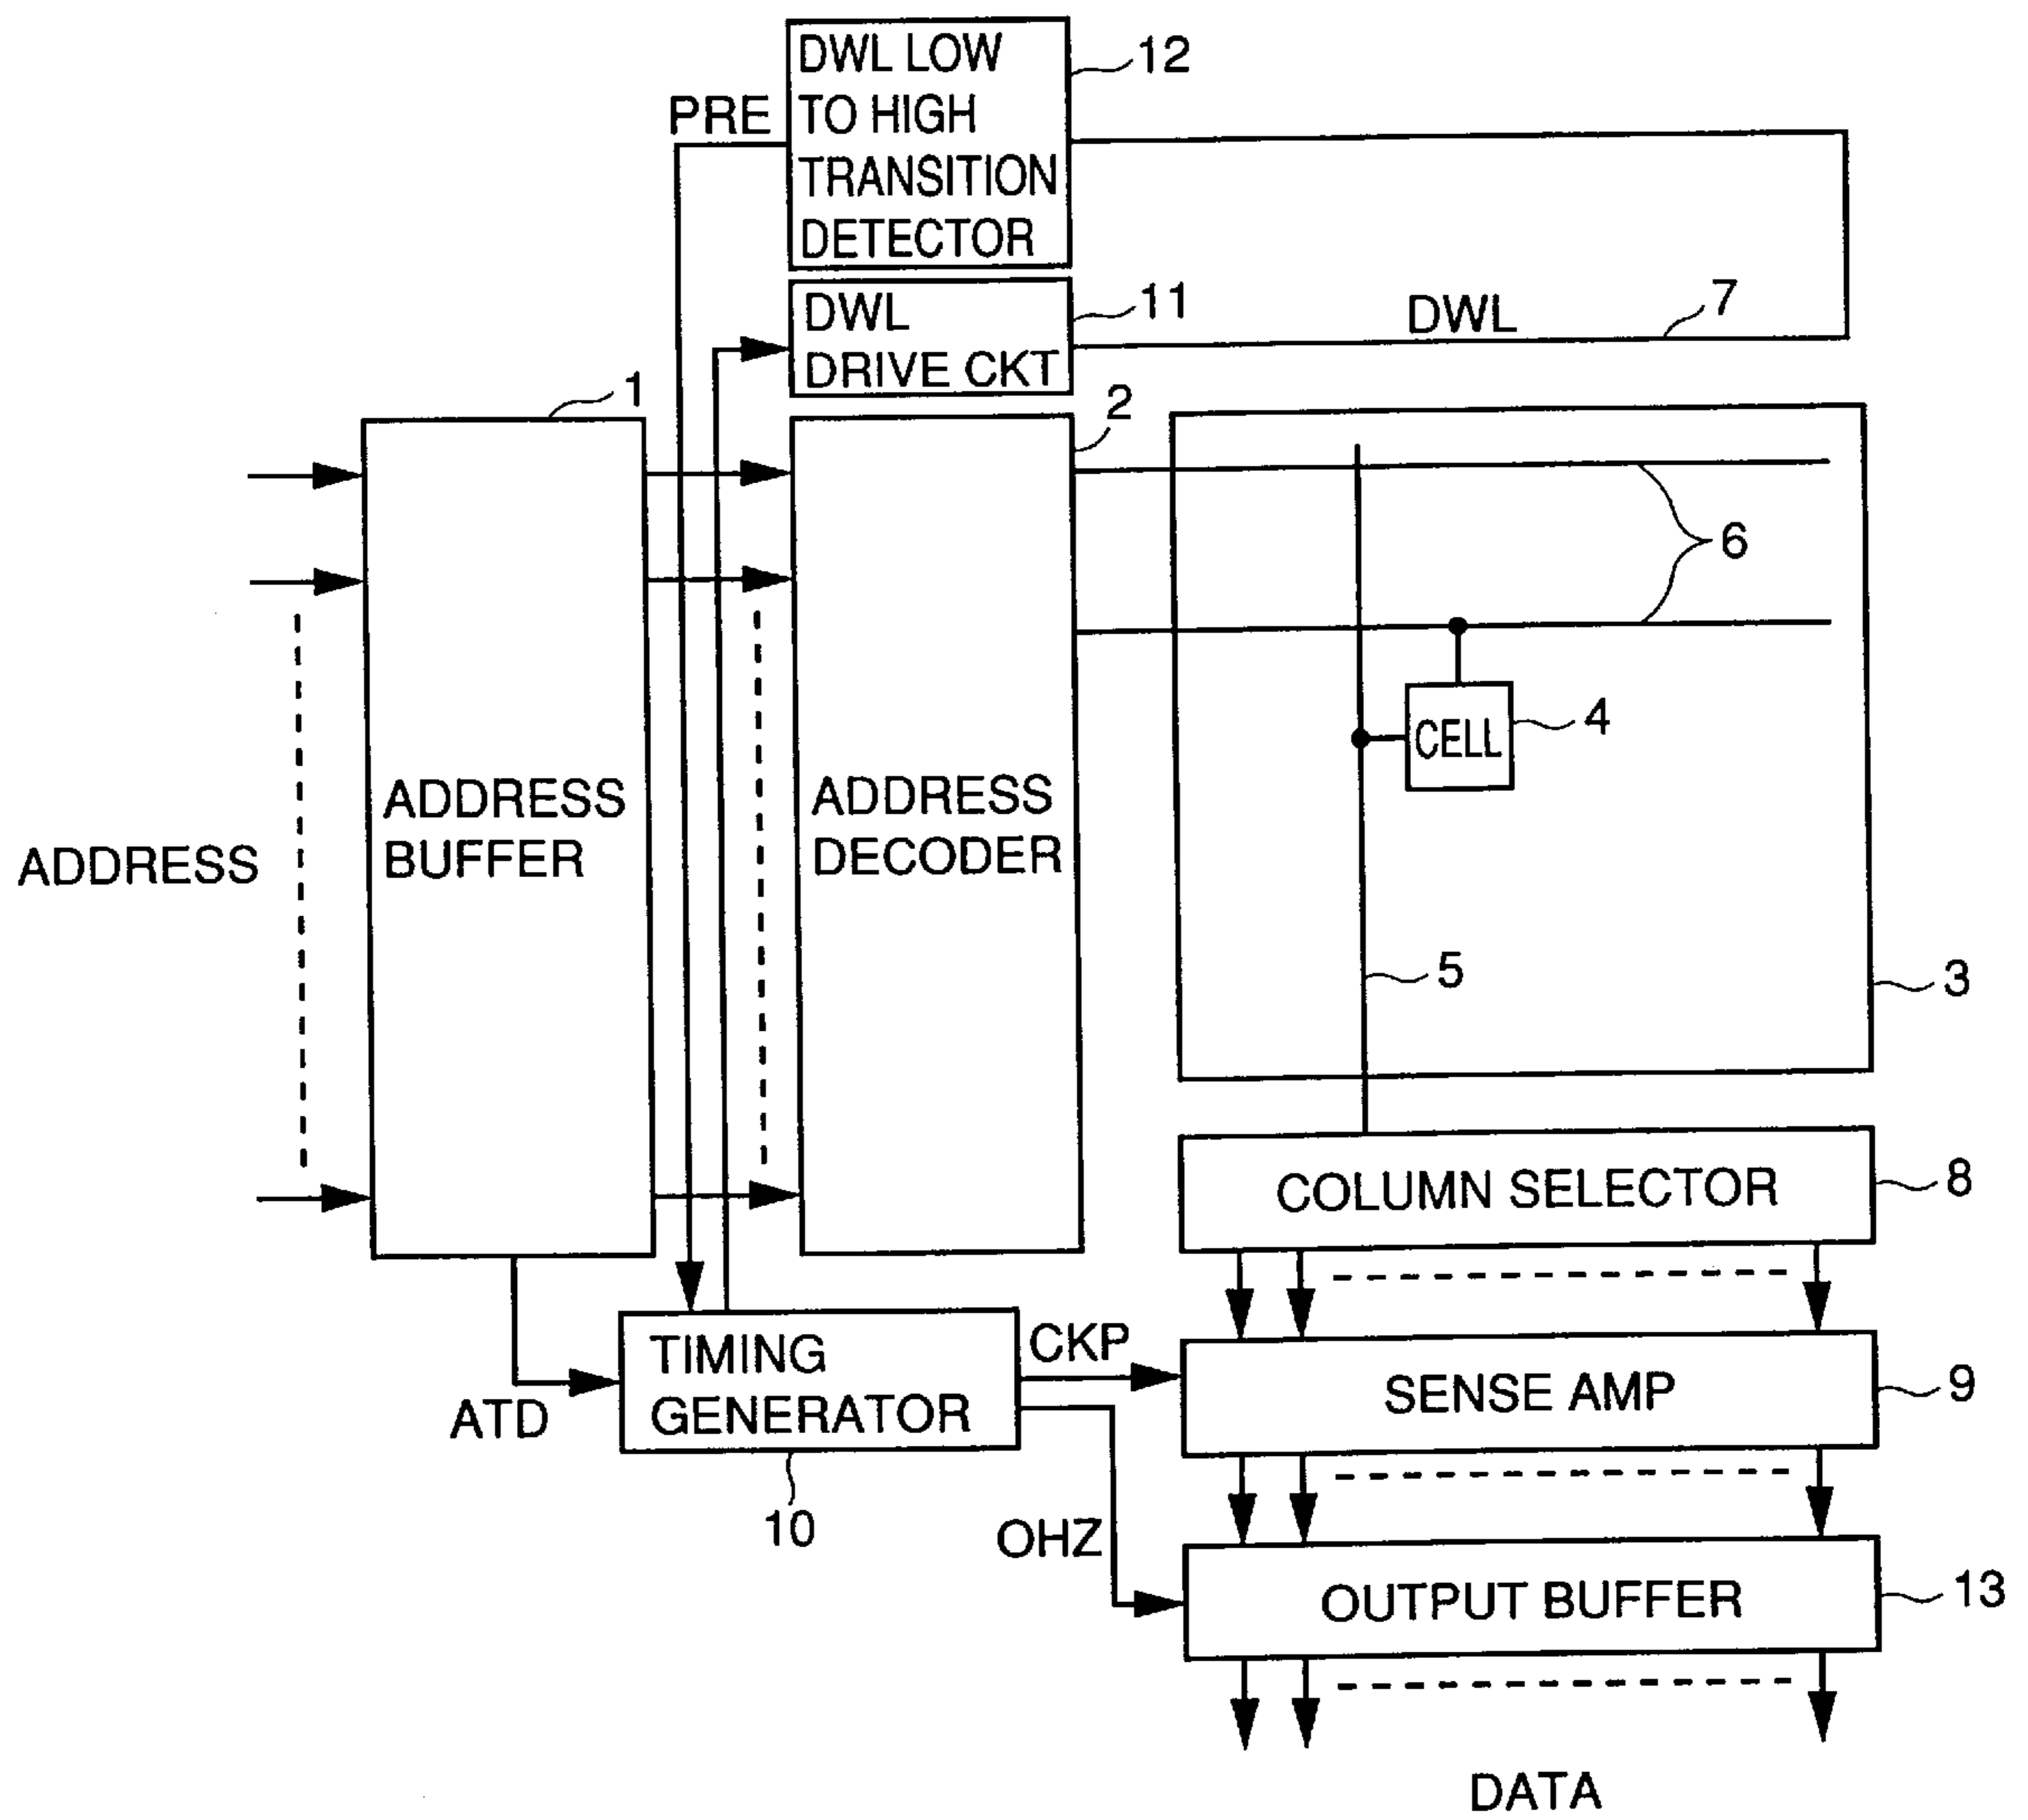 DWL LOW
TO HIGH
TRANSITION
DETECTOR
12
PRE
DWL
DRIVE CKT
11
DWL
7
1
2
6
CELL
4
ADDRESS
ADDRESS
BUFFER
ADDRESS
DECODER
5
3
COLUMN SELECTOR
8
ATD
TIMING
GENERATOR
10
CKP
OHZ
SENSE AMP
9
OUTPUT BUFFER
13
DATA